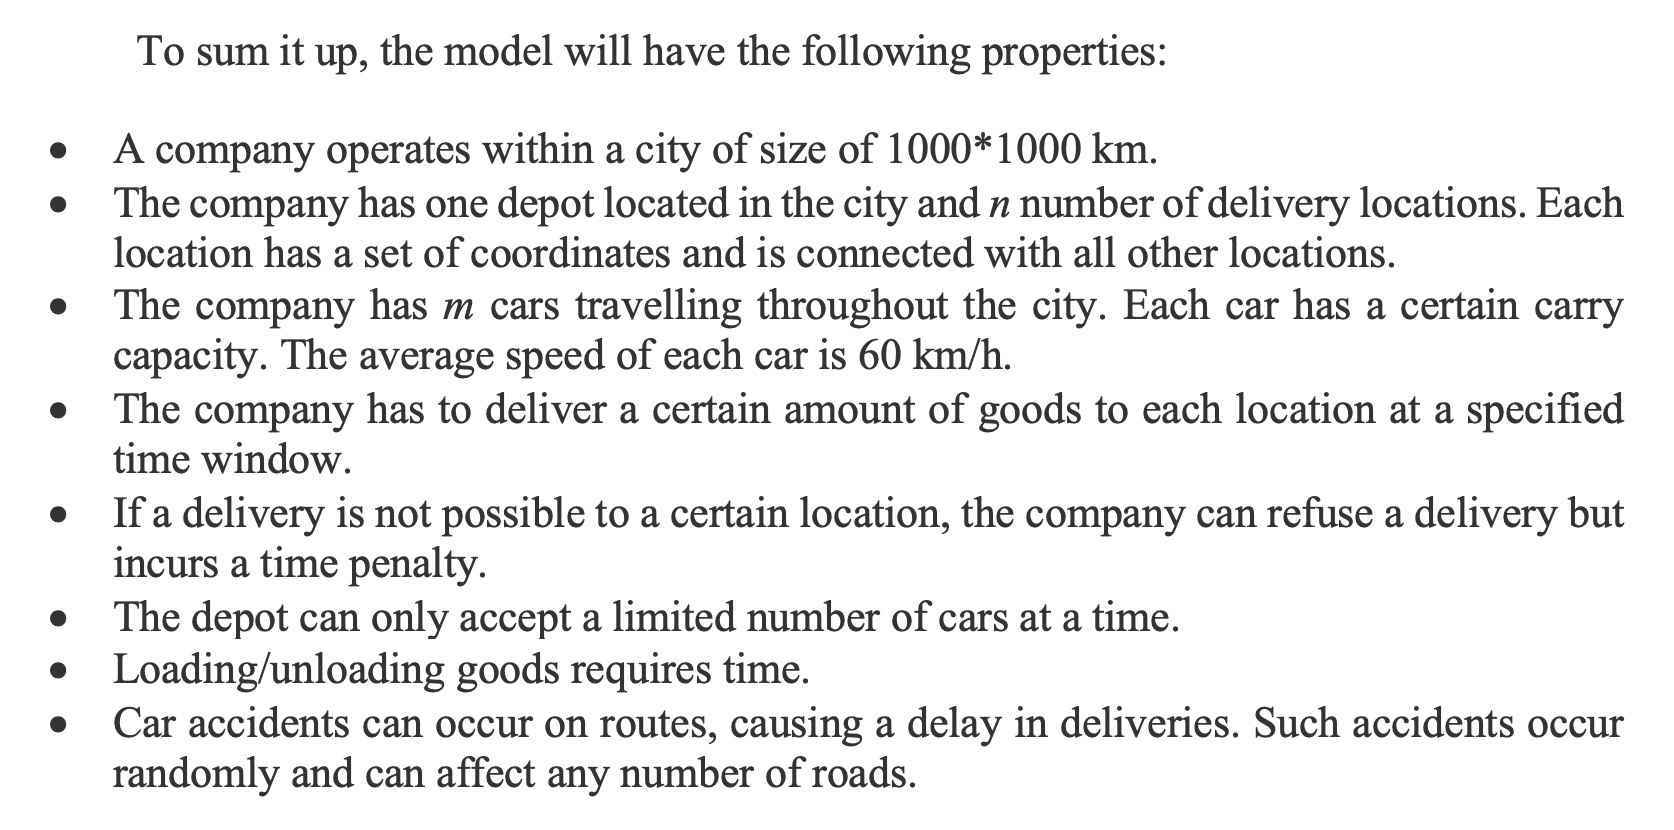 To sum it up, the model will have the following properties:
• A company operates within a city of size of 1000*1000 km.
• The company has one depot located in the city and n number of delivery locations. Each
location has a set of coordinates and is connected with all other locations.
• The company has m cars travelling throughout the city. Each car has a certain carry
capacity. The average speed of each car is 60 km/h.
• The company has to deliver a certain amount of goods to each location at a specified
time window.
• If a delivery is not possible to a certain location, the company can refuse a delivery but
incurs a time penalty.
• The depot can only accept a limited number of cars at a time.
• Loading/unloading goods requires time.
• Car accidents can occur on routes, causing a delay in deliveries. Such accidents occur
randomly and can affect any number of roads.